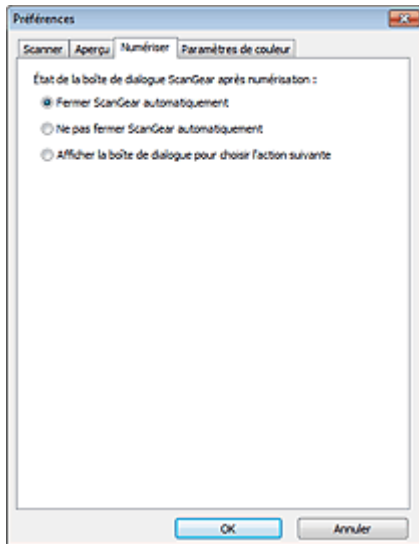 Préférences
Scanner Aperçu Numériser Paramètres de couleur
État de la boîte de dialogue ScanGear après numérisation :
Fermer ScanGear automatiquement
Ne pas fermer ScanGear automatiquement
Afficher la boîte de dialogue pour choisir l'action suivante
OK Annuler